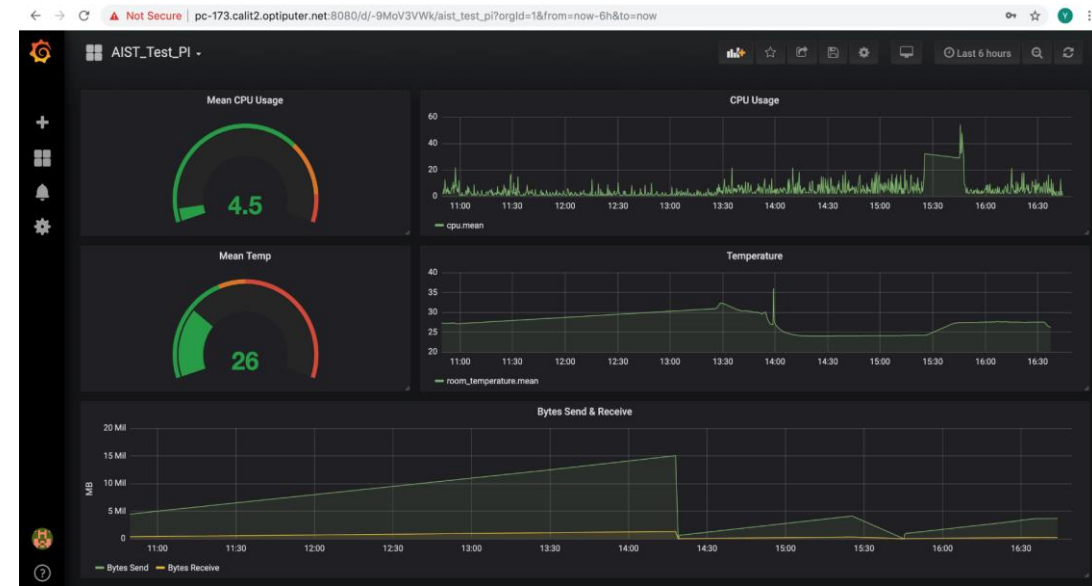 Not Secure | pc-173.calit2.optiputer.net:8080/d/-9MoV3VWk/aist_test_pi?orgId=1&from=now-6h&to=now
Y
AIST_Test_PI
Last 6 hours
Mean CPU Usage
4.5
CPU Usage
60
40
20
0
11:00 11:30 12:00 12:30 13:00 13:30 14:00 14:30 15:00 15:30 16:00 16:30
cpu.mean
Mean Temp
26
Temperature
40
35
30
25
20
11:00 11:30 12:00 12:30 13:00 13:30 14:00 14:30 15:00 15:30 16:00 16:30
room_temperature.mean
Bytes Send & Receive
MB
20 Mil
15 Mil
10 Mil
5 Mil
0
11:00 11:30 12:00 12:30 13:00 13:30 14:00 14:30 15:00 15:30 16:00 16:30
Bytes Send Bytes Receive